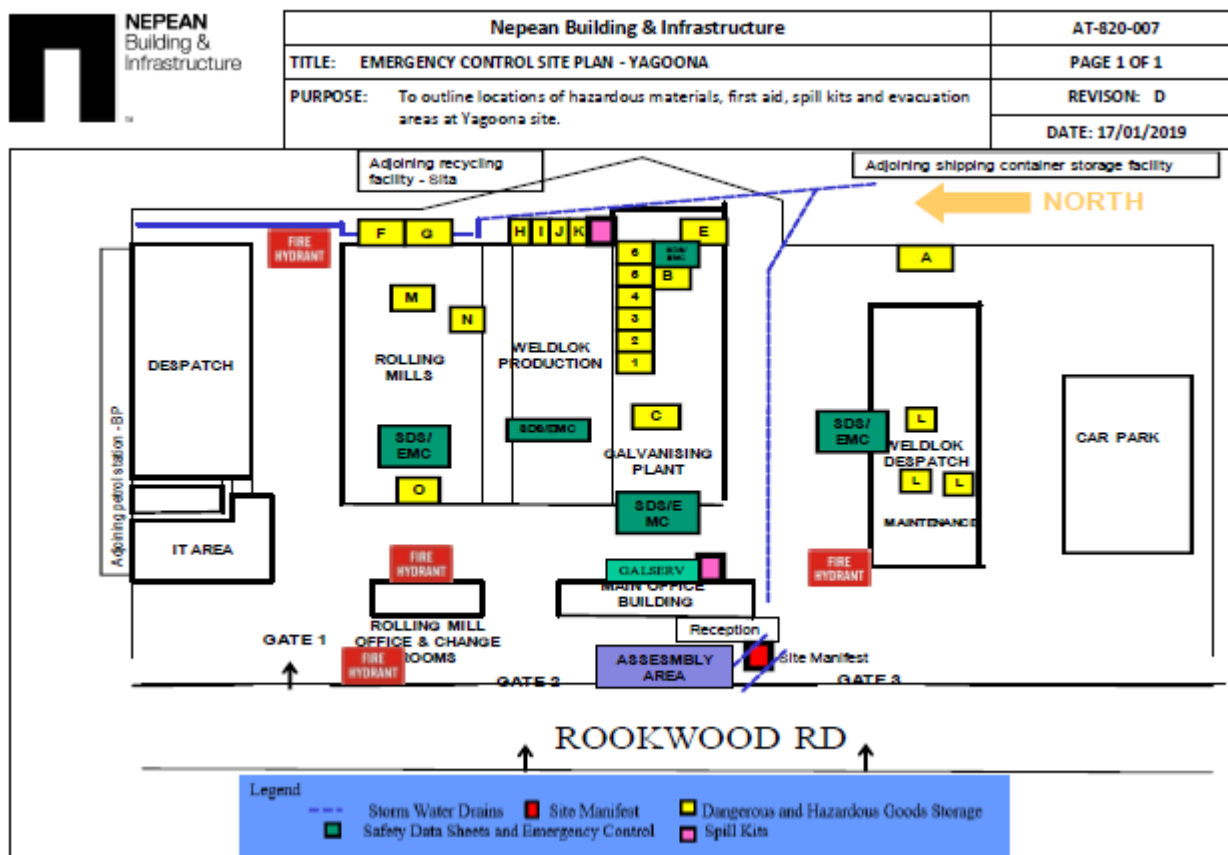 NEPEAN
Building &
Infrastructure
Nepean Building & Infrastructure
AT-820-007
TITLE: EMERGENCY CONTROL SITE PLAN - YAGOONA
PAGE 1 OF 1
PURPOSE: To outline locations of hazardous materials, first aid, spill kits and evacuation
areas at Yagoona site.
REVISON: D
DATE: 17/01/2019
Adjoining recycling
facility - Sita
Adjoining shipping container storage facility
NORTH
FIRE
HYDRANT
F
G
H
I
J
K
E
A
6
EMC
6
B
4
3
2
1
M
N
DESPATCH
ROLLING
MILLS
WELDLOK
PRODUCTION
C
SDS/
EMC
SDS/EMC
GALVANISING
PLANT
SDS/
EMC
L
WELDLOK
DESPATCH
L
L
CAR PARK
O
SDS/E
MC
MAINTENANCE
Adjoining petrol station - BP
IT AREA
FIRE
HYDRANT
GALSERV
FIRE
HYDRANT
MAIN OFFICE
BUILDING
ROLLING MILL
OFFICE & CHANGE
ROOMS
Reception
GATE 1
FIRE
HYDRANT
GATE 2
ASSESMBLY
AREA
Site Manifest
GATE 3
ROOKWOOD RD
Legend
Storm Water Drains
Site Manifest
Dangerous and Hazardous Goods Storage
Safety Data Sheets and Emergency Control
Spill Kits